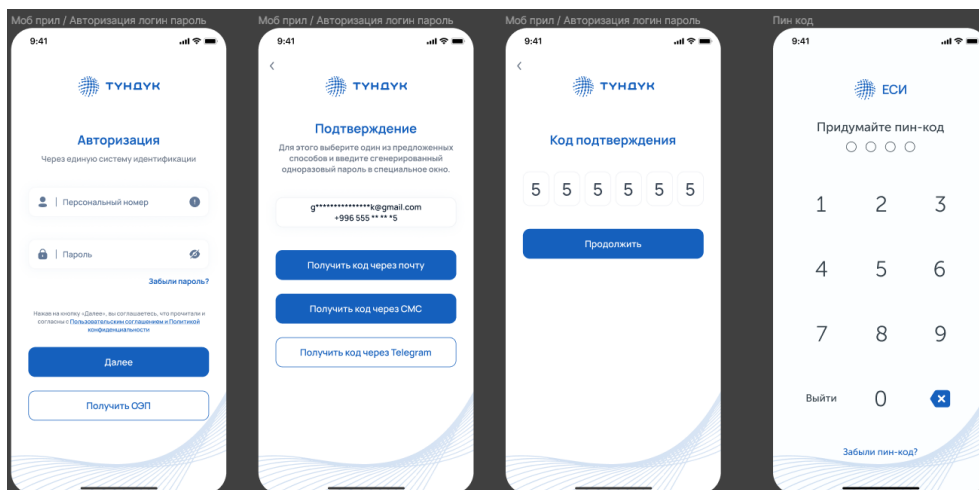 Моб прил / Авторизация логин пароль
9:41
ТҮНДҮК
Авторизация
Через единую систему идентификации
Персональный номер
Пароль
Забыли пароль?
Нажав на кнопку «Далее», вы соглашаетесь, что прочитали и
согласны с Пользовательским соглашением и Политикой
конфиденциальности
Далее
Получить ОЭП
Моб прил / Авторизация логин пароль
9:41
ТҮНДҮК
Подтверждение
Для этого выберите один из предложенных
способов и введите сгенерированный
одноразовый пароль в специальное окно.
g***************k@gmail.com
+996 555 ** ** *5
Получить код через почту
Получить код через СМС
Получить код через Telegram
Моб прил / Авторизация логин пароль
9:41
ТҮНДҮК
Код подтверждения
5 5 5 5 5 5
Продолжить
Пин код
9:41
ЕСИ
Придумайте пин-код
1 2 3
4 5 6
7 8 9
Выйти 0
Забыли пин-код?